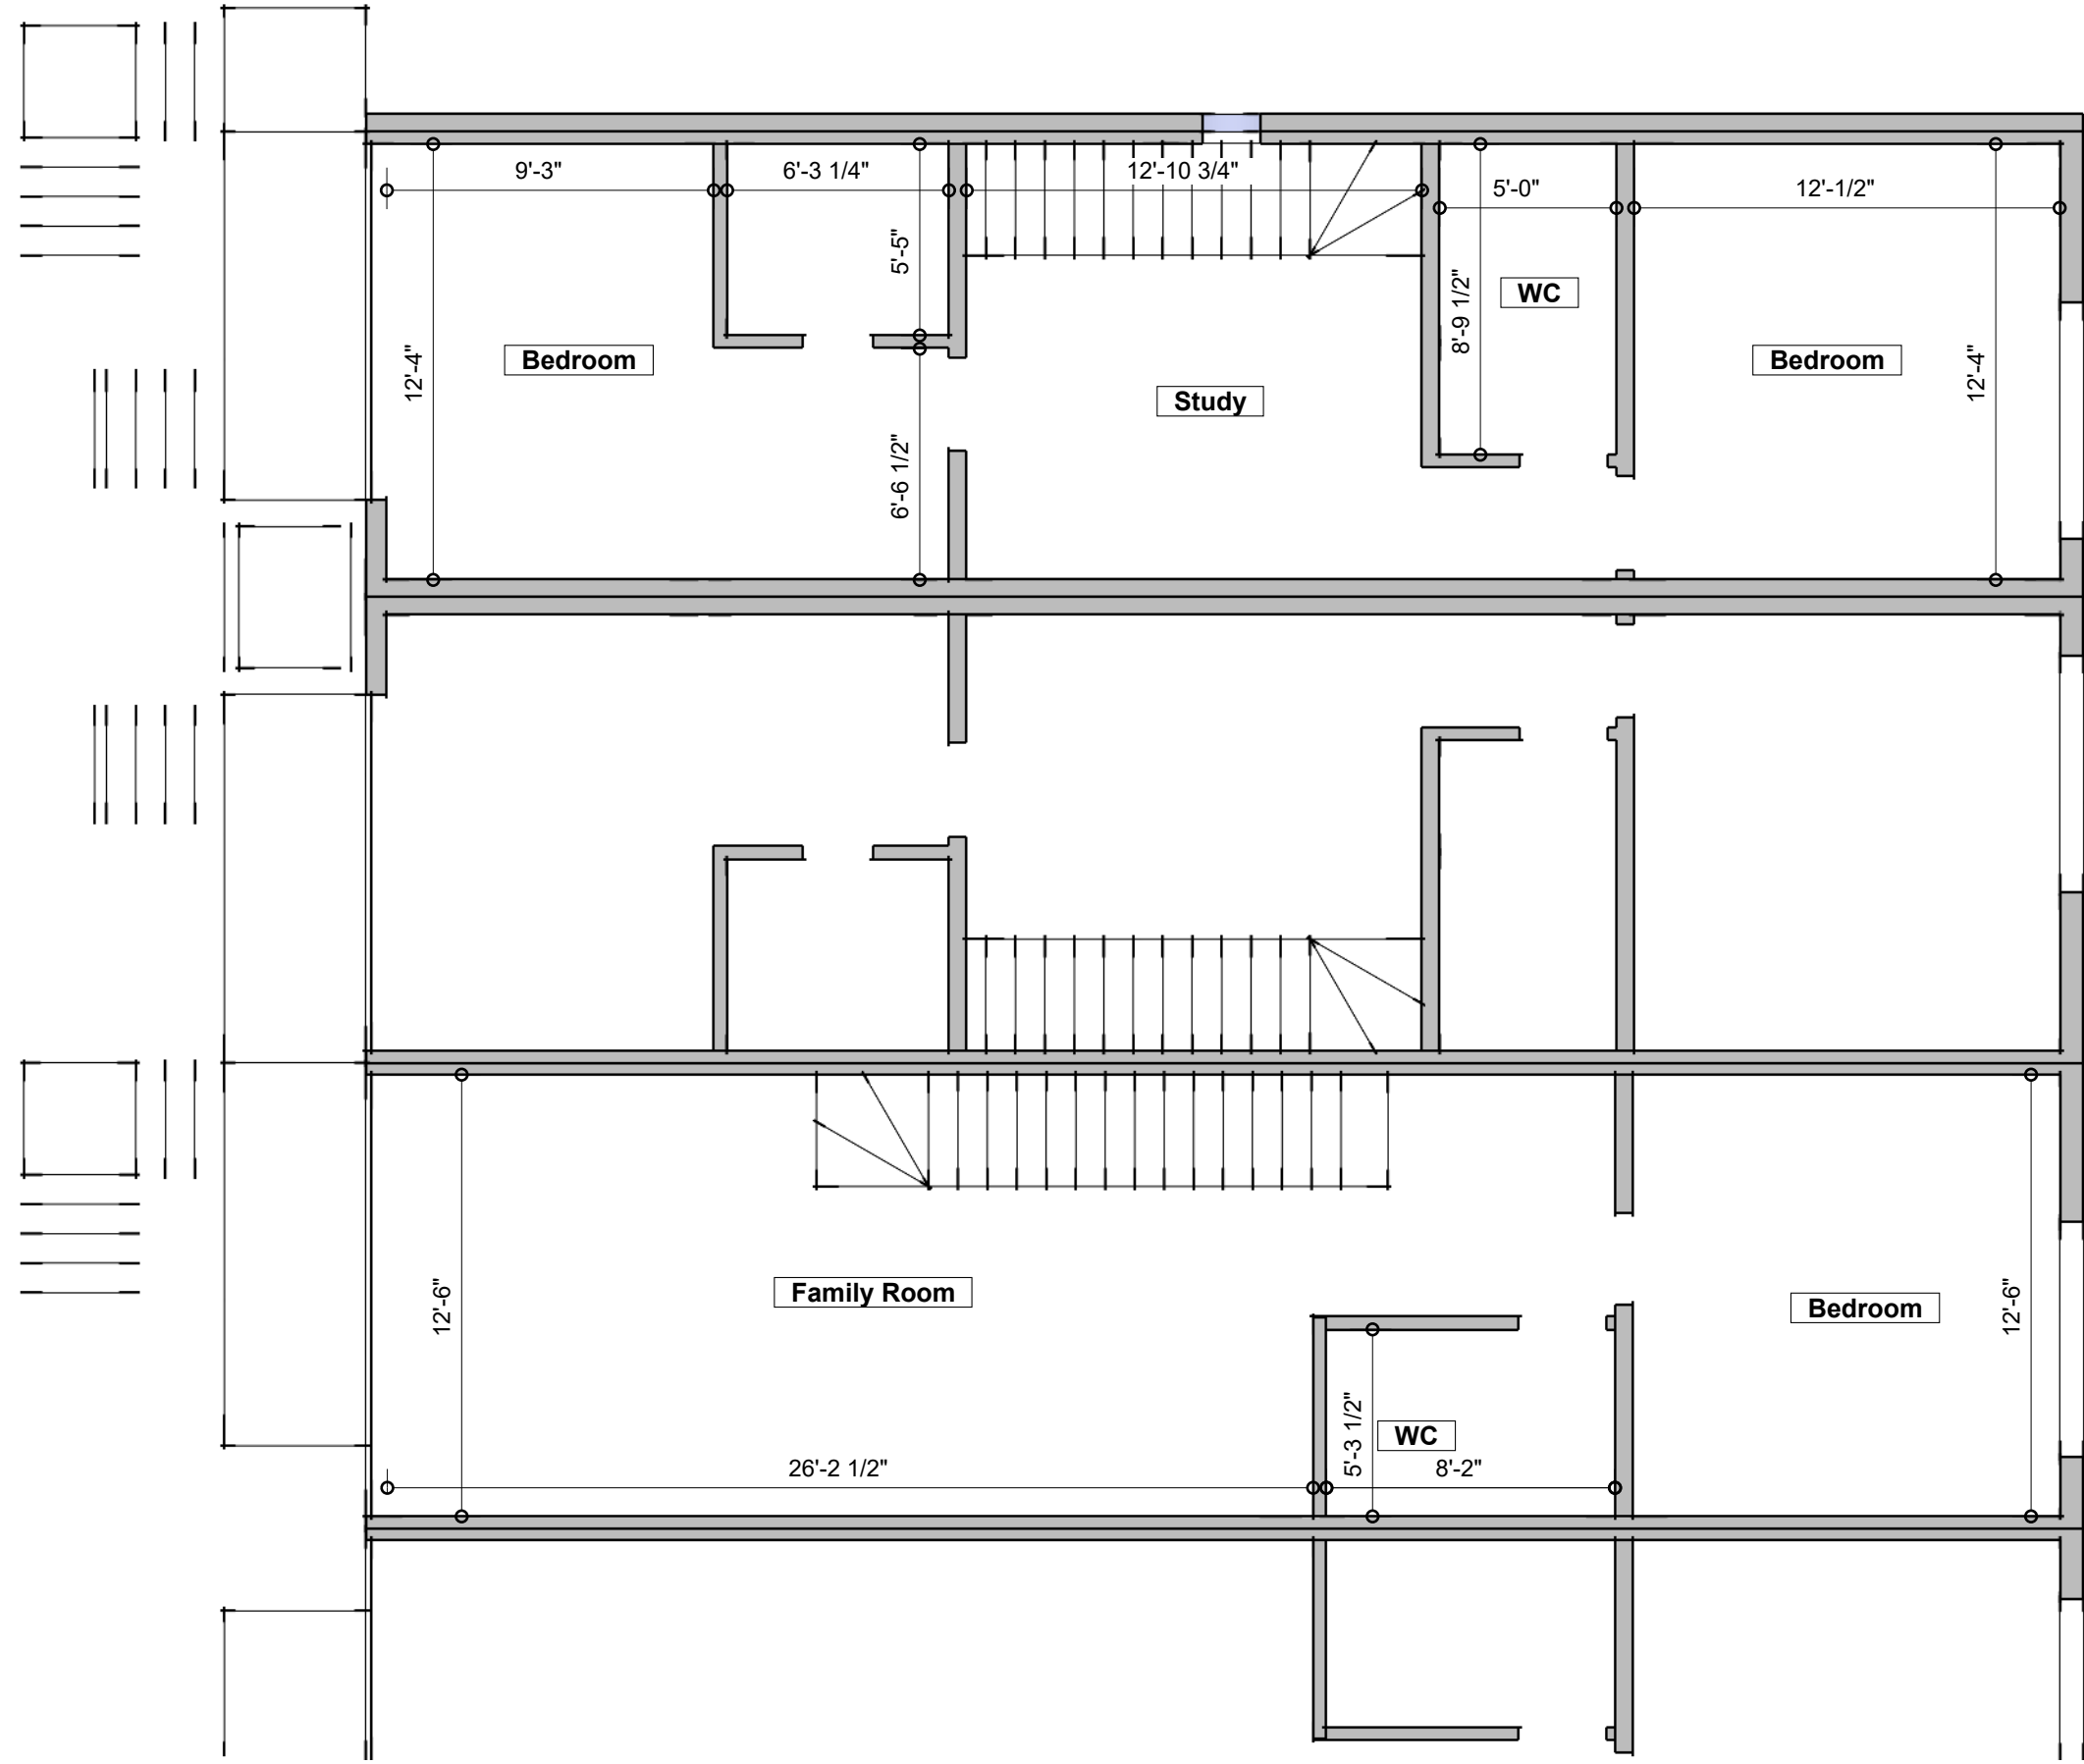 9'-3"
6'-3 1/4"
12'-10 3/4"
5'-0"
12'-1/2"
5'-5"
8'-9 1/2"
WC
12'-4"
Bedroom
Study
Bedroom
12'-4"
6'-6 1/2"
12'-6"
Family Room
Bedroom
12'-6"
5'-3 1/2"
WC
26'-2 1/2"
8'-2"